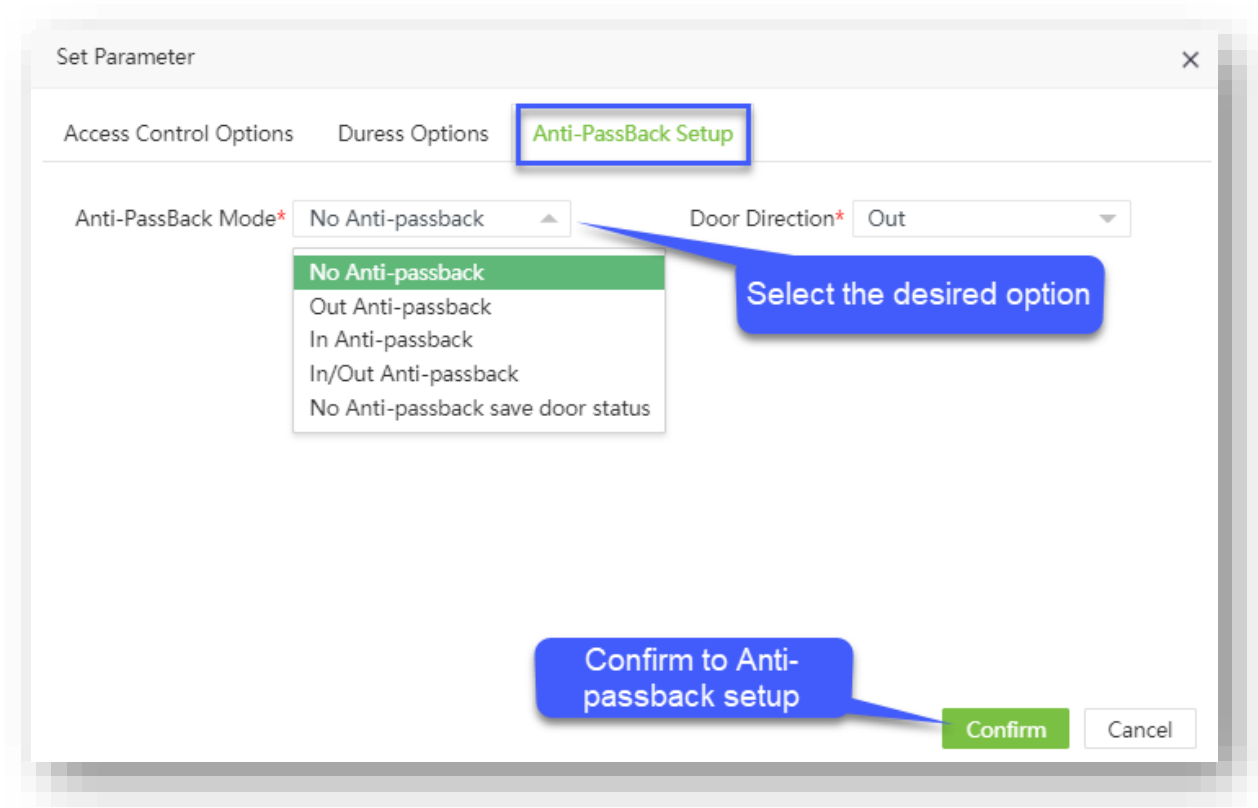 Set Parameter
Access Control Options Duress Options Anti-PassBack Setup
Anti-PassBack Mode* No Anti-passback Door Direction* Out
No Anti-passback
Out Anti-passback
In Anti-passback
In/Out Anti-passback
No Anti-passback save door status
Select the desired option
Confirm to Anti-
passback setup
Confirm Cancel